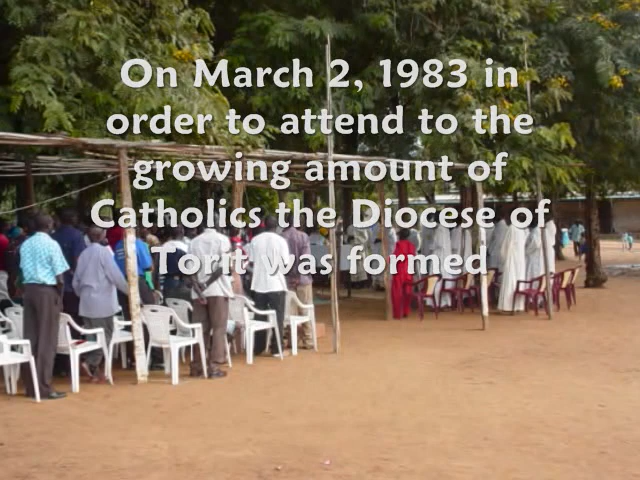 On March 2, 1983 in
order to attend to the
growing amount of
Catholics the Diocese of
Torit was formed